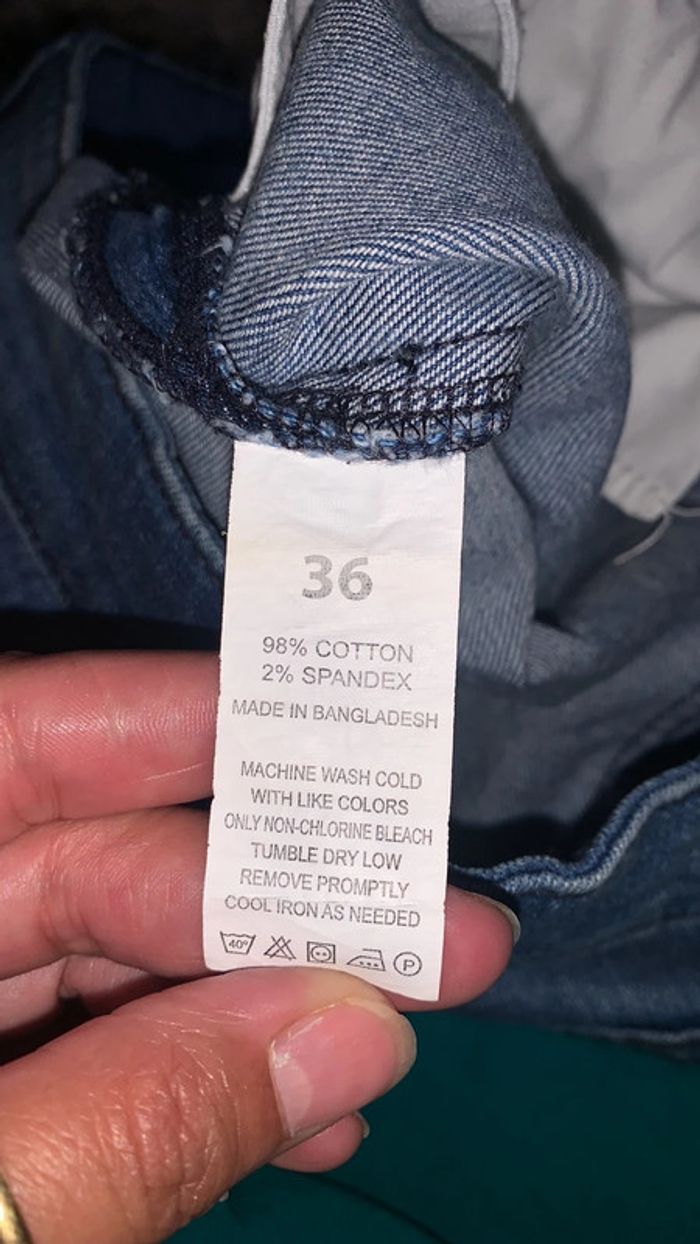 36
98% COTTON
2% SPANDEX
MADE IN BANGLADESH
MACHINE WASH COLD
WITH LIKE COLORS
ONLY NON-CHLORINE BLEACH
TUMBLE DRY LOW
REMOVE PROMPTLY
COOL IRON AS NEEDED
40° P